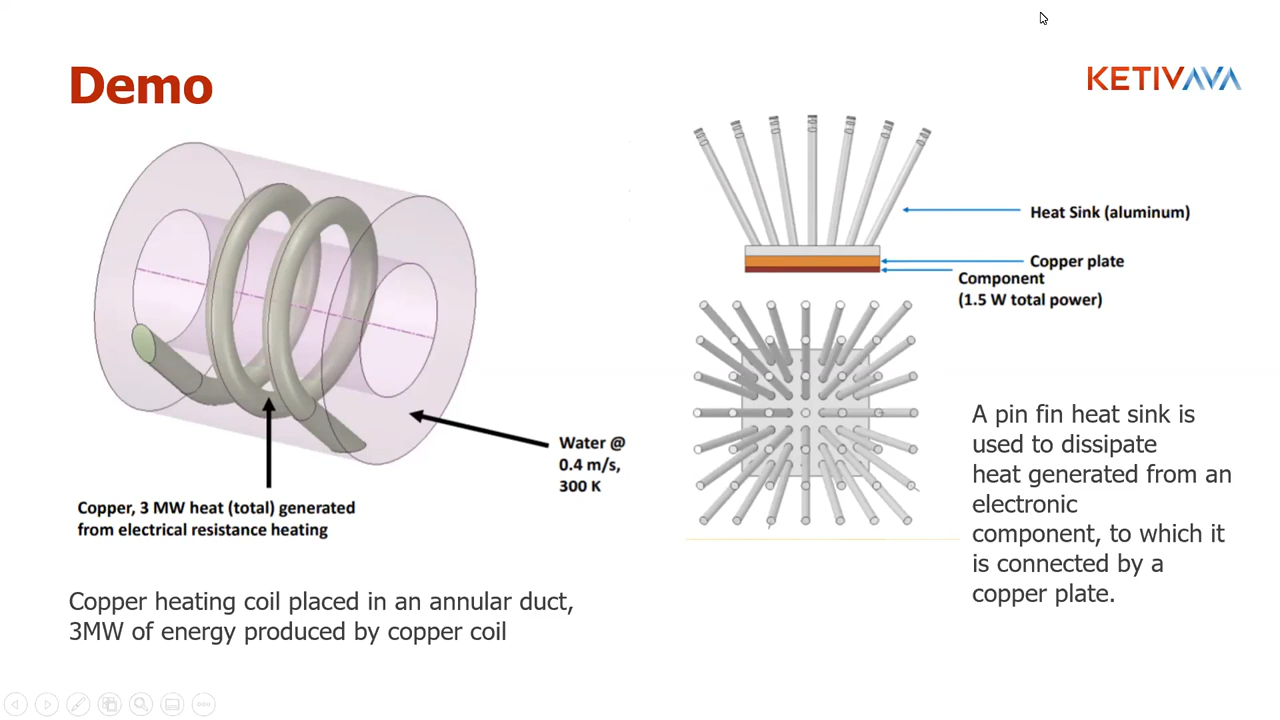 Demo
KETIVAVA
Copper, 3 MW heat (total) generated
from electrical resistance heating
Water @
0.4 m/s,
300 K
Copper heating coil placed in an annular duct,
3MW of energy produced by copper coil
Heat Sink (aluminum)
Copper plate
Component
(1.5 W total power)
A pin fin heat sink is
used to dissipate
heat generated from an
electronic
component, to which it
is connected by a
copper plate.